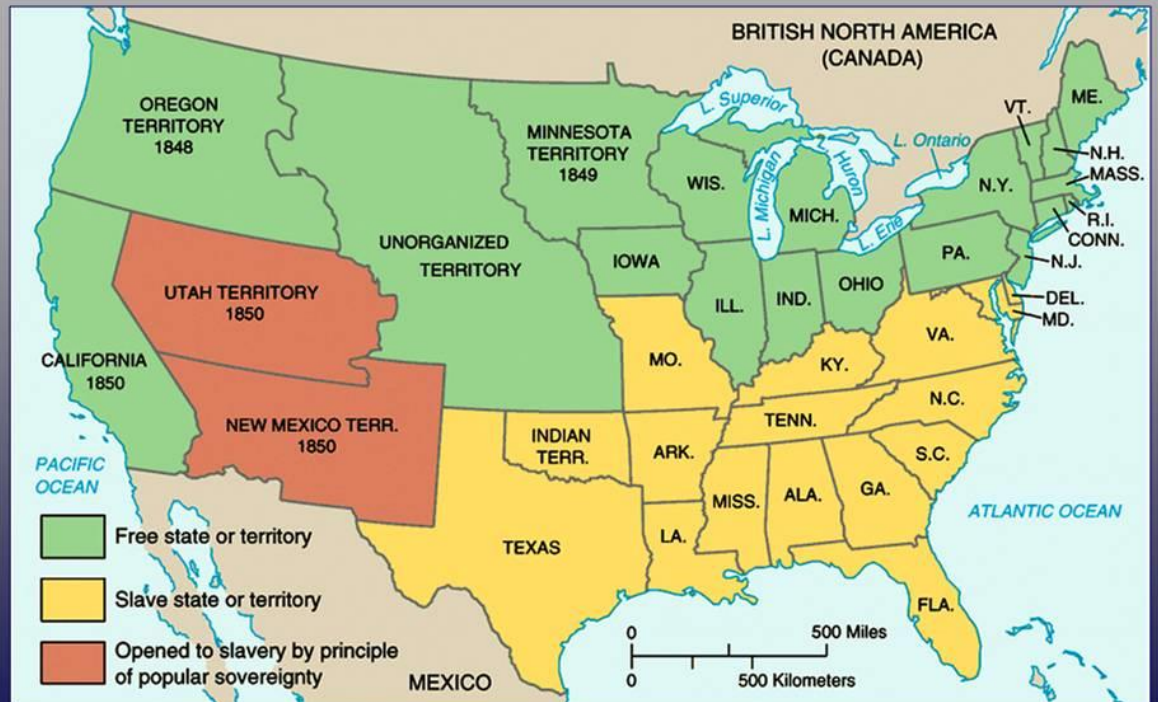 BRITISH NORTH AMERICA
(CANADA)
OREGON
TERRITORY
1848
MINNESOTA
TERRITORY
1849
L. Superior
L. Michigan
L. Huron
L. Ontario
L. Erie
VT.
ME.
N.H.
MASS.
R.I.
CONN.
N.Y.
N.J.
PA.
DEL.
MD.
WIS.
MICH.
UNORGANIZED
TERRITORY
IOWA
ILL.
IND.
OHIO
UTAH TERRITORY
1850
CALIFORNIA
1850
NEW MEXICO TERR.
1850
MO.
KY.
VA.
N.C.
TENN.
S.C.
INDIAN
TERR.
ARK.
MISS.
ALA.
GA.
TEXAS
LA.
FLA.
PACIFIC
OCEAN
ATLANTIC OCEAN
MEXICO
Free state or territory
Slave state or territory
Opened to slavery by principle
of popular sovereignty
0 500 Miles
0 500 Kilometers